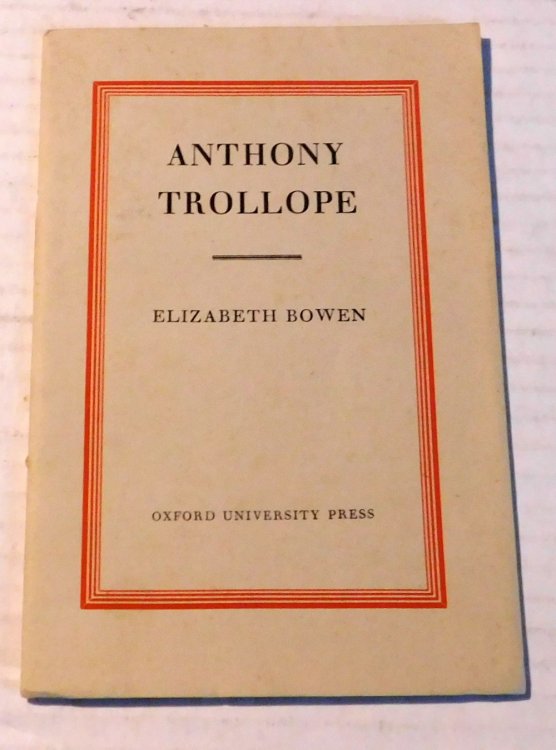 ANTHONY
TROLLOPE
ELIZABETH BOWEN
OXFORD UNIVERSITY PRESS